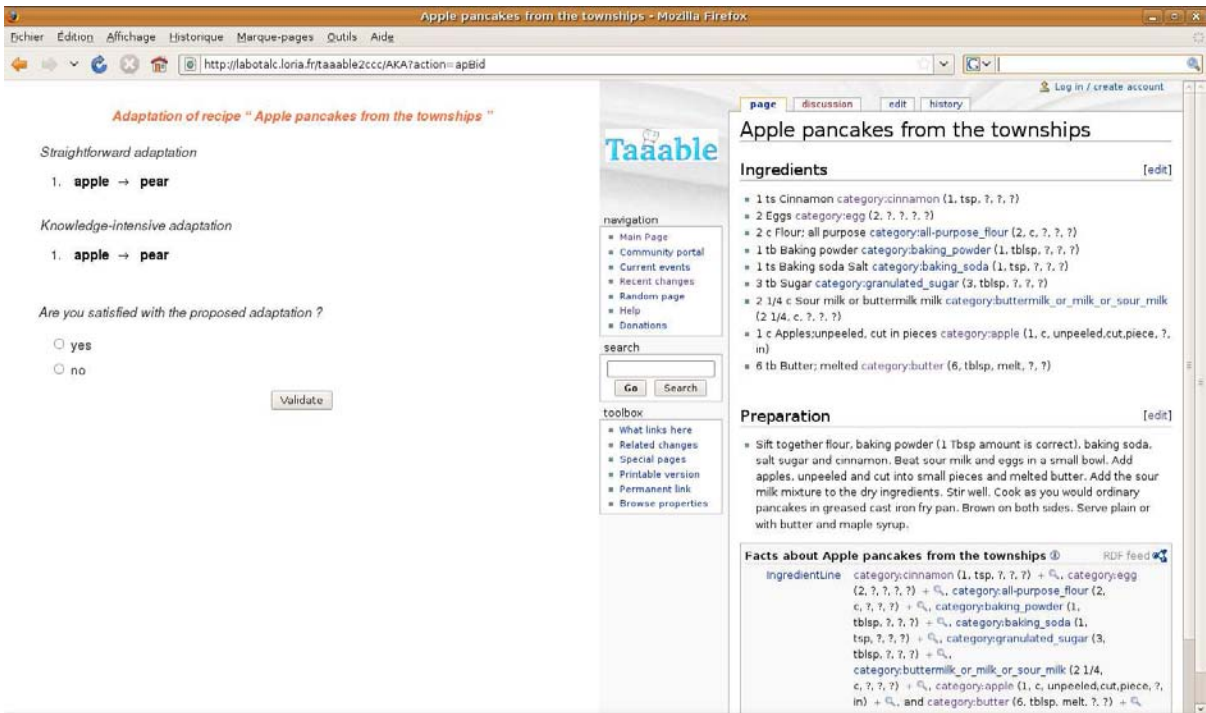 Apple pancakes from the townships - Mozilla Firefox
Fichier Édition Affichage Historique Marque-pages Outils Aide
http://labotalc.loria.fr/taaable2ccc/AKA?action=apBid
Adaptation of recipe " Apple pancakes from the townships "
Straightforward adaptation
1. apple → pear
Knowledge-intensive adaptation
1. apple → pear
Are you satisfied with the proposed adaptation ?
yes
no
Validate
Taaable
navigation
Main Page
Community portal
Current events
Recent changes
Random page
Help
Donations
search
Go Search
toolbox
What links here
Related changes
Special pages
Printable version
Permanent link
Browse properties
Log in / create account
page discussion edit history
Apple pancakes from the townships
Ingredients [edit]
1 ts Cinnamon category:cinnamon (1, tsp, ?, ?, ?)
2 Eggs category:egg (2, ?, ?, ?, ?)
2 c Flour; all purpose category:all-purpose_flour (2, c, ?, ?, ?)
1 tb Baking powder category:baking_powder (1, tblsp, ?, ?, ?)
1 ts Baking soda Salt category:baking_soda (1, tsp, ?, ?, ?)
3 tb Sugar category:granulated_sugar (3, tblsp, ?, ?, ?)
2 1/4 c Sour milk or buttermilk milk category:buttermilk_or_milk_or_sour_milk
(2 1/4, c, ?, ?, ?)
1 c Apples;unpeeled, cut in pieces category:apple (1, c, unpeeled,cut,piece, ?,
in)
6 tb Butter; melted category:butter (6, tblsp, melt, ?, ?)
Preparation [edit]
Sift together flour, baking powder (1 Tbsp amount is correct), baking soda,
salt sugar and cinnamon. Beat sour milk and eggs in a small bowl. Add
apples, unpeeled and cut into small pieces and melted butter. Add the sour
milk mixture to the dry ingredients. Stir well. Cook as you would ordinary
pancakes in greased cast iron fry pan. Brown on both sides. Serve plain or
with butter and maple syrup.
Facts about Apple pancakes from the townships RDF feed
IngredientLine category:cinnamon (1, tsp, ?, ?, ?) + , category:egg
(2, ?, ?, ?, ?) + , category:all-purpose_flour (2,
c, ?, ?, ?) + , category:baking_powder (1,
tblsp, ?, ?, ?) + , category:baking_soda (1,
tsp, ?, ?, ?) + , category:granulated_sugar (3,
tblsp, ?, ?, ?) + ,
category:buttermilk_or_milk_or_sour_milk (2 1/4,
c, ?, ?, ?) + , category:apple (1, c, unpeeled,cut,piece, ?,
in) + , and category:butter (6, tblsp, melt, ?, ?) +